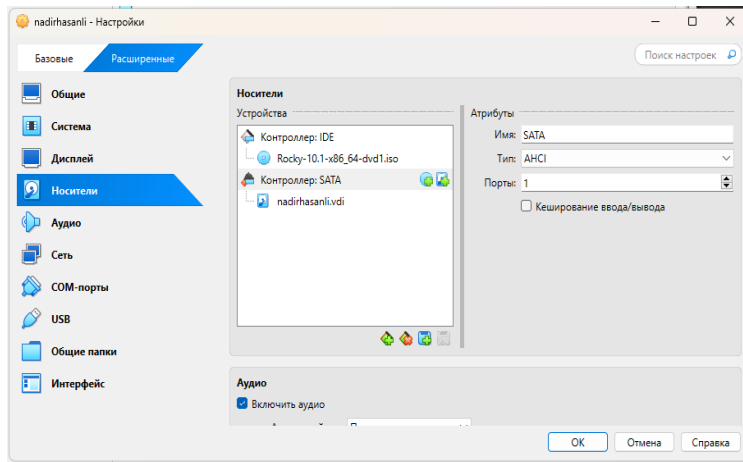 nadirhasanli - Настройки
Базовые
Расширенные
Поиск настроек
Общие
Система
Дисплей
Носители
Аудио
Сеть
COM-порты
USB
Общие папки
Интерфейс
Носители
Устройства
Контроллер: IDE
Rocky-10.1-x86_64-dvd1.iso
Контроллер: SATA
nadirhasanli.vdi
Атрибуты
Имя: SATA
Тип: AHCI
Порты: 1
Кеширование ввода/вывода
Аудио
Включить аудио
OK
Отмена
Справка